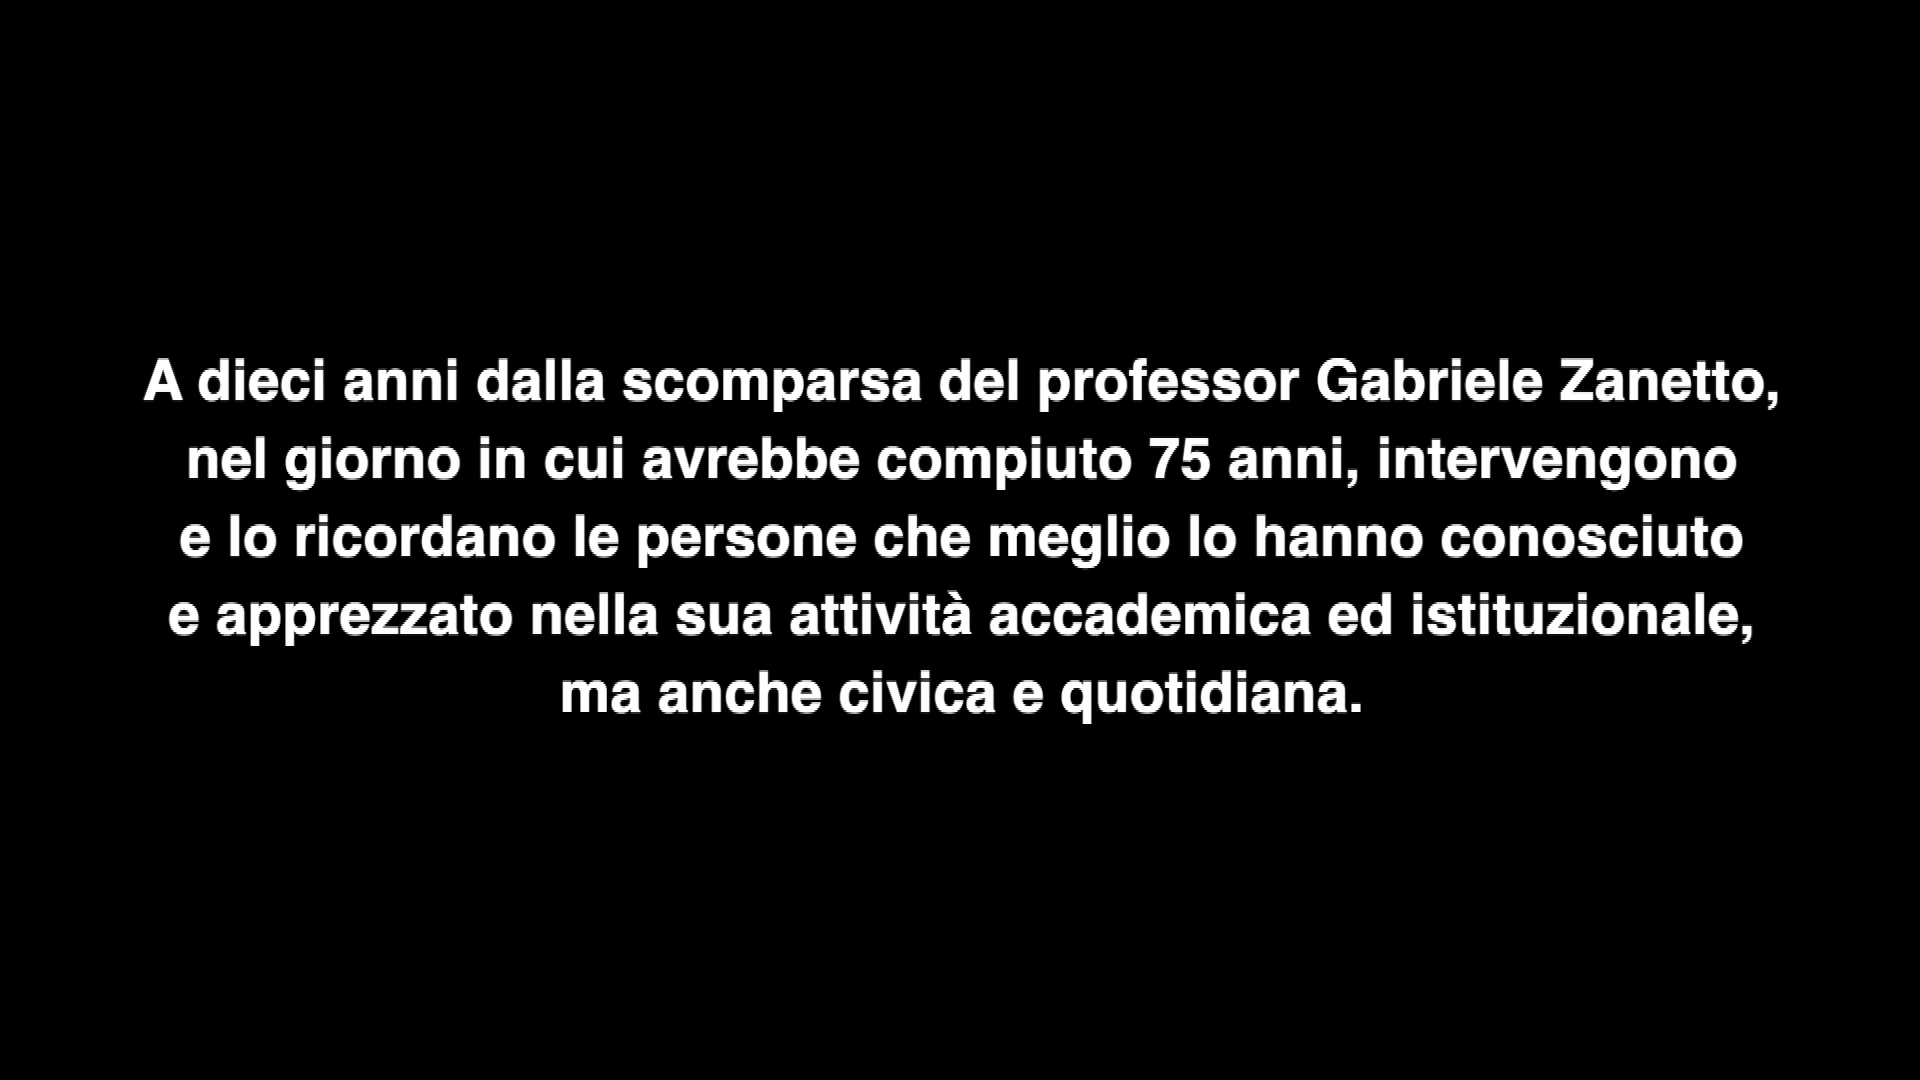 A dieci anni dalla scomparsa del professor Gabriele Zanetto,
nel giorno in cui avrebbe compiuto 75 anni, intervengono
e lo ricordano le persone che meglio lo hanno conosciuto
e apprezzato nella sua attività accademica ed istituzionale,
ma anche civica e quotidiana.